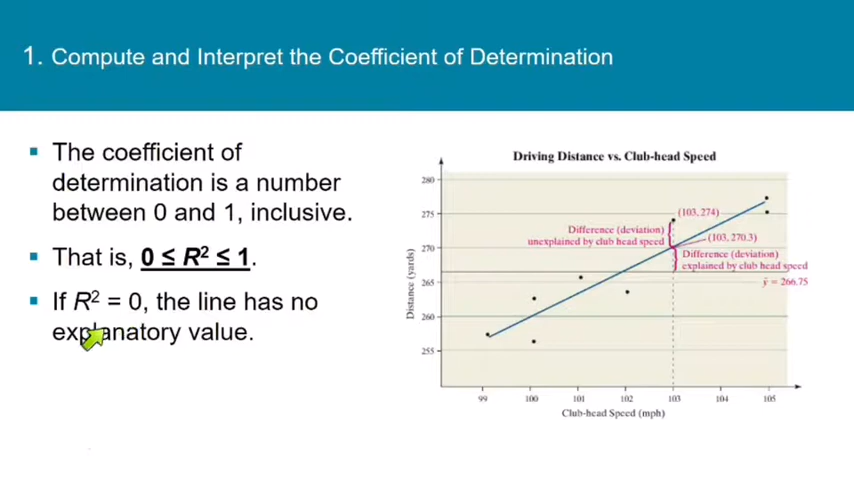 1. Compute and Interpret the Coefficient of Determination
The coefficient of
determination is a number
between 0 and 1, inclusive.
That is, 0 ≤ R² ≤ 1.
If R² = 0, the line has no
explanatory value.
Driving Distance vs. Club-head Speed
280
275
270
265
260
255
Distance (yards)
(103, 274)
Difference (deviation)
unexplained by club head speed
(103, 270.3)
Difference (deviation)
explained by club head speed
ȳ = 266.75
99 100 101 102 103 104 105
Club-head Speed (mph)